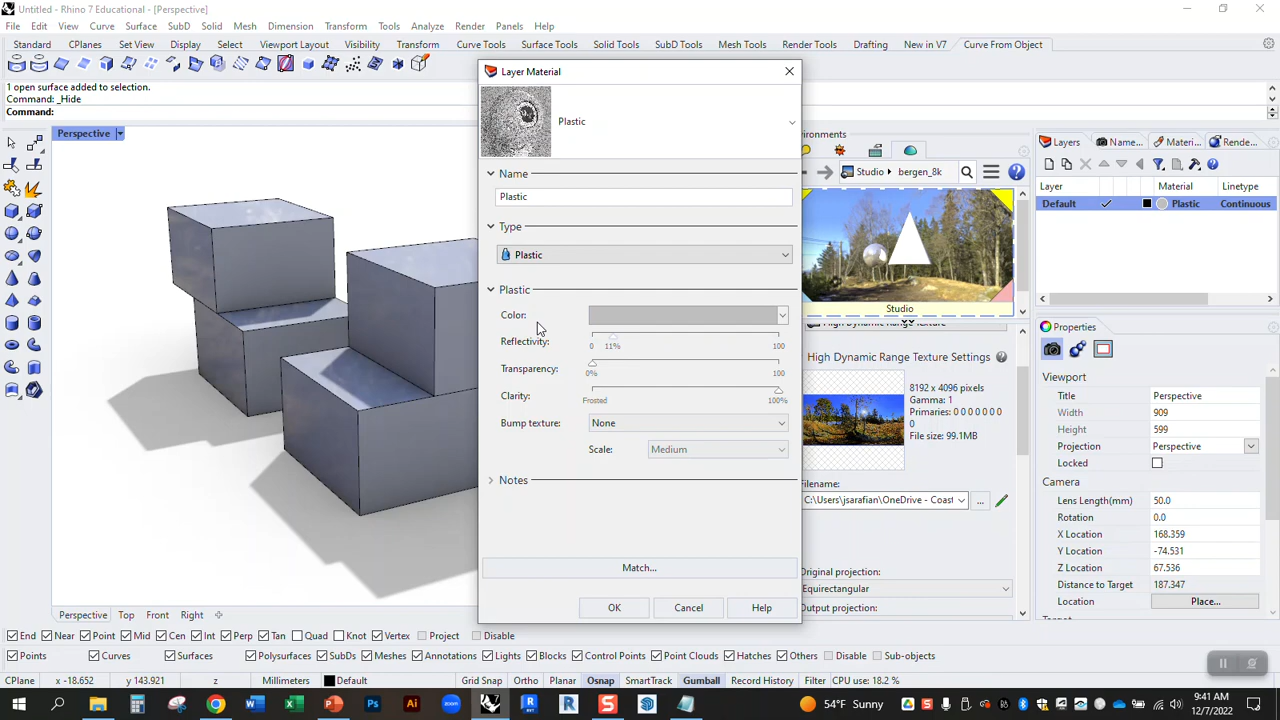 Untitled - Rhino 7 Educational - [Perspective]
File Edit View Curve Surface SubD Solid Mesh Dimension Transform Tools Analyze Render Panels Help
Standard CPlanes Set View Display Select Viewport Layout Visibility Transform Curve Tools Surface Tools Solid Tools SubD Tools Mesh Tools Render Tools Drafting New in V7 Curve From Object
1 open surface added to selection.
Command: _Hide
Command:
Perspective
Layer Material
Plastic
Name
Plastic
Type
Plastic
Plastic
Color:
Reflectivity:
0 11% 100
Transparency:
0% 100
Clarity:
Frosted 100%
Bump texture: None
Scale: Medium
Notes
Match...
OK Cancel Help
nvironments
Studio bergen_8k
Studio
High Dynamic Range Texture
High Dynamic Range Texture Settings
8192 x 4096 pixels
Gamma: 1
Primaries: 0 0 0 0 0 0 0
0
File size: 99.1MB
Filename:
C:\Users\jsarafian\OneDrive - Coast
...
Original projection:
Equirectangular
Output projection:
Layers Name... Materi... Rende...
Layer Material Linetype
Default Plastic Continuous
Properties
Viewport
Title Perspective
Width 909
Height 599
Projection Perspective
Locked
Camera
Lens Length(mm) 50.0
Rotation 0.0
X Location 168.359
Y Location -74.531
Z Location 67.536
Distance to Target 187.347
Location Place...
Target
Perspective Top Front Right
End Near Point Mid Cen Int Perp Tan Quad Knot Vertex Project Disable
Points Curves Surfaces Polysurfaces SubDs Meshes Annotations Lights Blocks Control Points Point Clouds Hatches Others Disable Sub-objects
CPlane x -18.652 y 143.921 z Millimeters Default Grid Snap Ortho Planar Osnap SmartTrack Gumball Record History Filter CPU use: 18.2 %
54°F Sunny
9:41 AM
12/7/2022